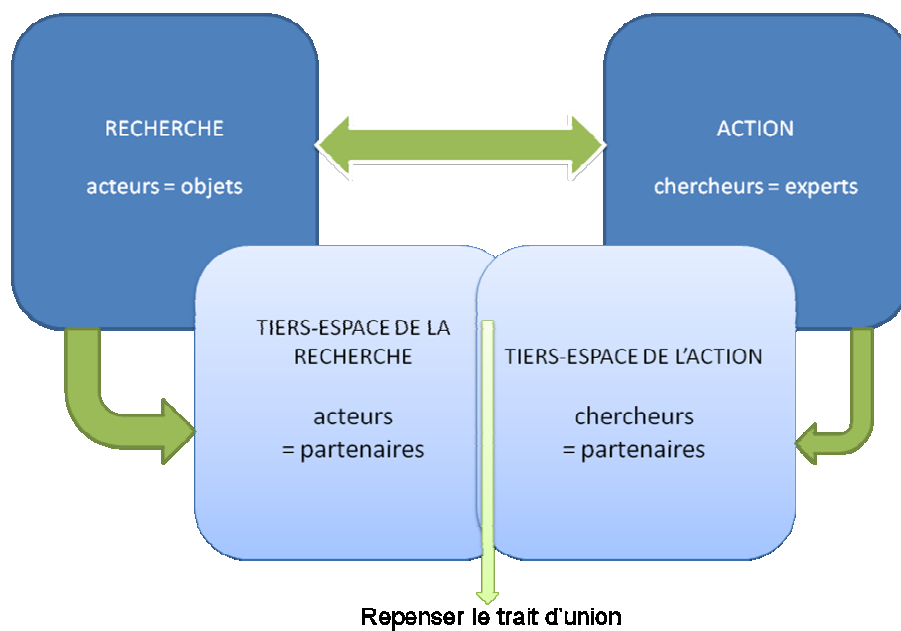 RECHERCHE
acteurs = objets
ACTION
chercheurs = experts
TIERS-ESPACE DE LA
RECHERCHE
acteurs
= partenaires
TIERS-ESPACE DE L'ACTION
chercheurs
= partenaires
Repenser le trait d'union